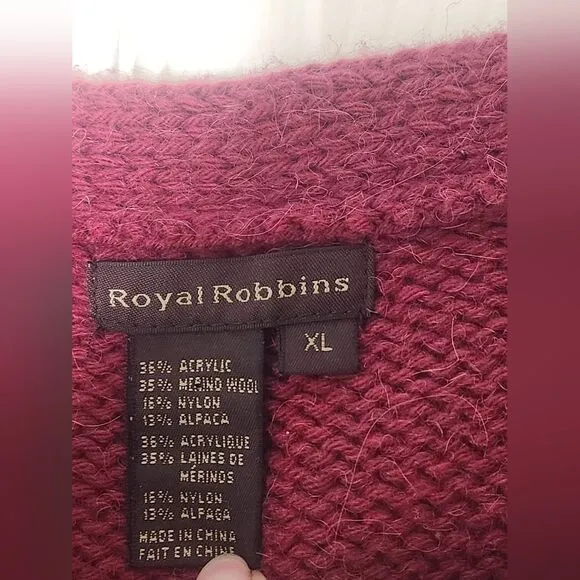 Royal Robbins
XL
36% ACRYLIC
35% MERINO WOOL
16% NYLON
13% ALPACA
36% ACRYLIQUE
35% LAINES DE
MÉRINOS
16% NYLON
13% ALPAGA
MADE IN CHINA
FAIT EN CHINE